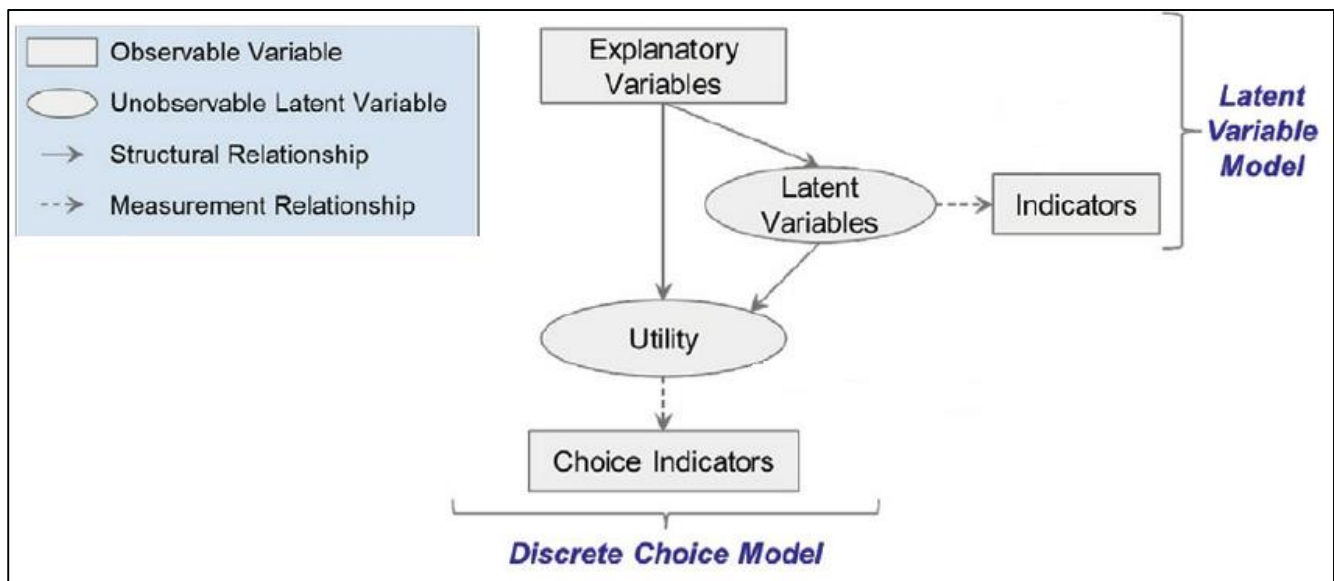 Observable Variable
Unobservable Latent Variable
Structural Relationship
Measurement Relationship
Explanatory
Variables
Latent
Variables
Indicators
Latent
Variable
Model
Utility
Choice Indicators
Discrete Choice Model